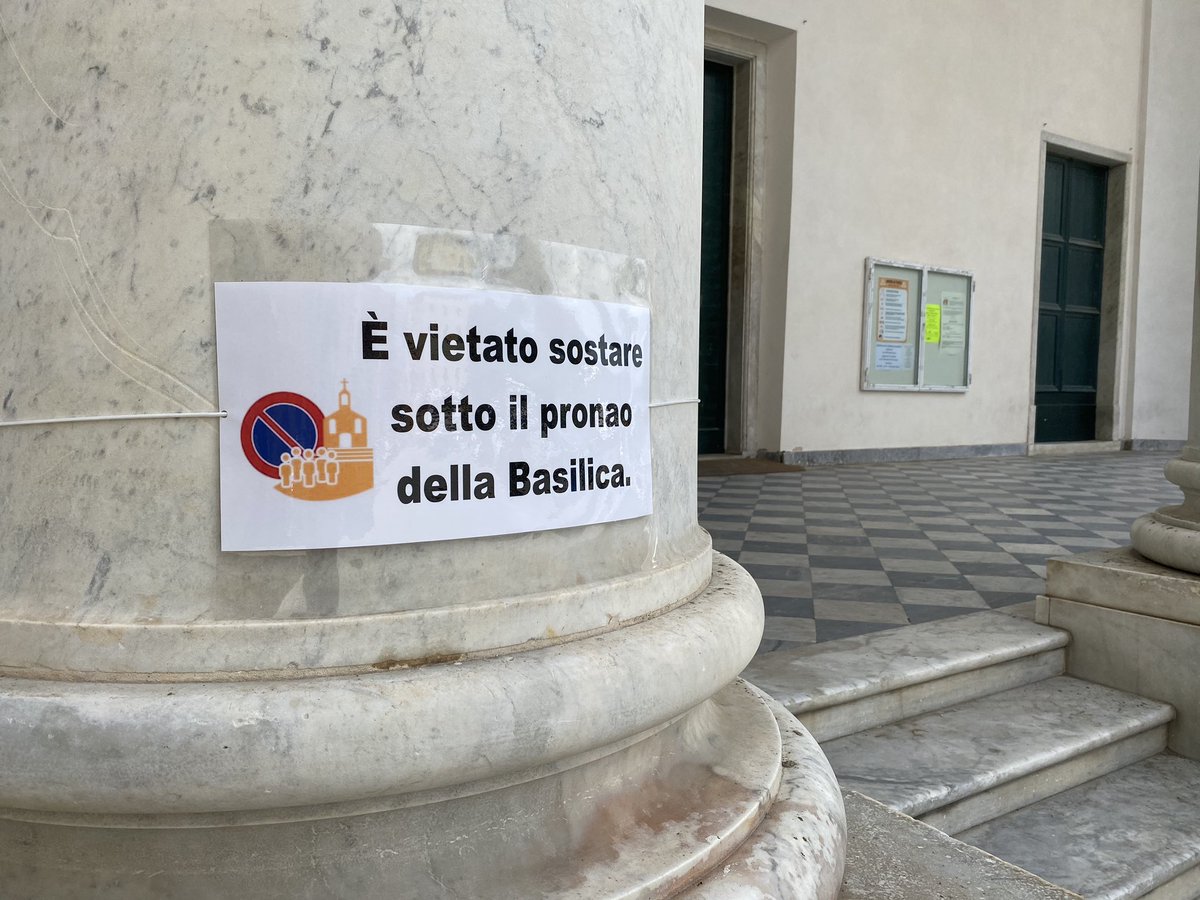 È vietato sostare
sotto il pronao
della Basilica.